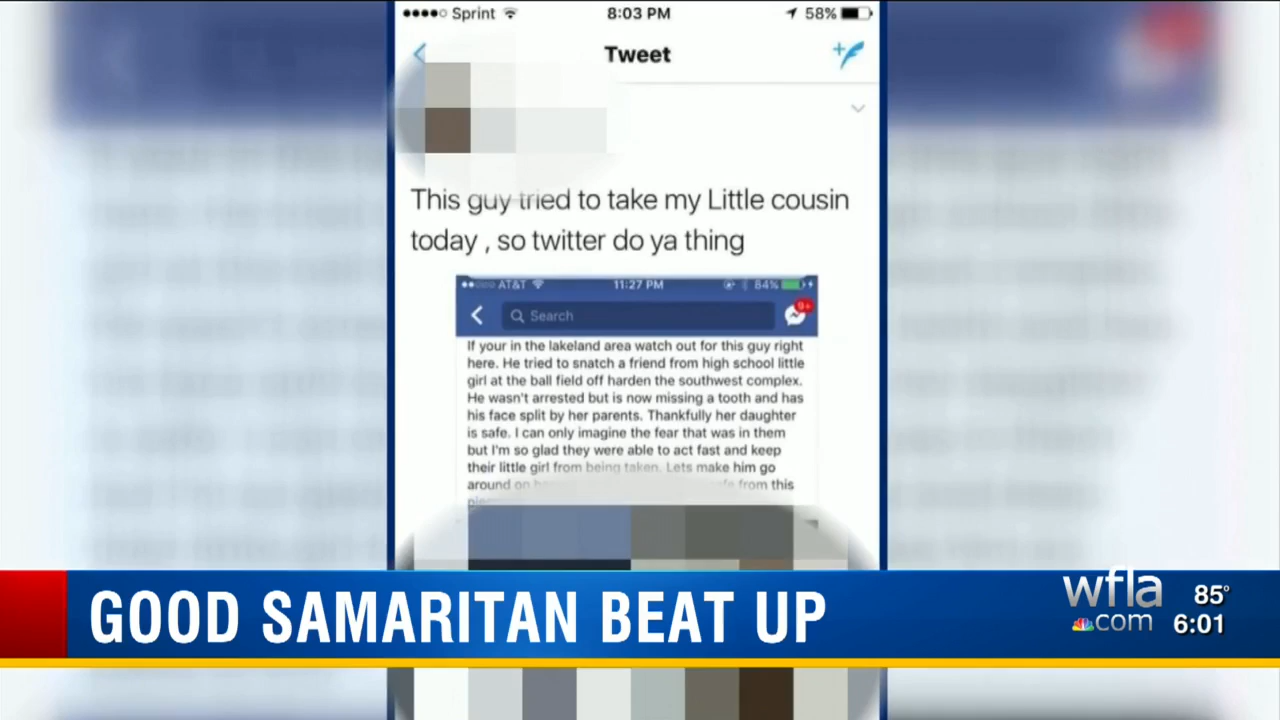 Sprint 8:03 PM 58%
Tweet
This guy tried to take my Little cousin
today , so twitter do ya thing
AT&T 11:27 PM 84%
Search 9+
If your in the lakeland area watch out for this guy right
here. He tried to snatch a friend from high school little
girl at the ball field off harden the southwest complex.
He wasn't arrested but is now missing a tooth and has
his face split by her parents. Thankfully her daughter
is safe. I can only imagine the fear that was in them
but I'm so glad they were able to act fast and keep
their little girl from being taken. Lets make him go
around on from this
GOOD SAMARITAN BEAT UP
wfla 85°
.com 6:01